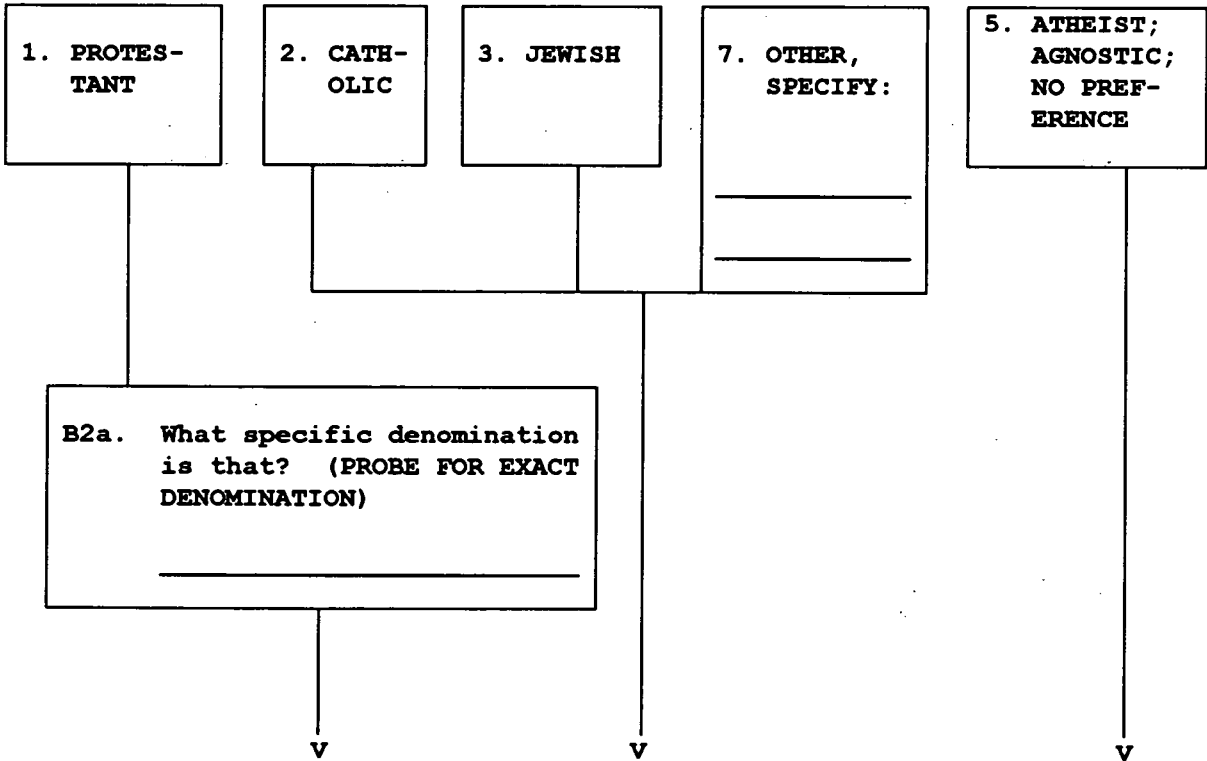 1. PROTES-
TANT
2. CATH-
OLIC
3. JEWISH
7. OTHER,
SPECIFY:
5. ATHEIST;
AGNOSTIC;
NO PREF-
ERENCE
B2a. What specific denomination
is that? (PROBE FOR EXACT
DENOMINATION)
V
V
V